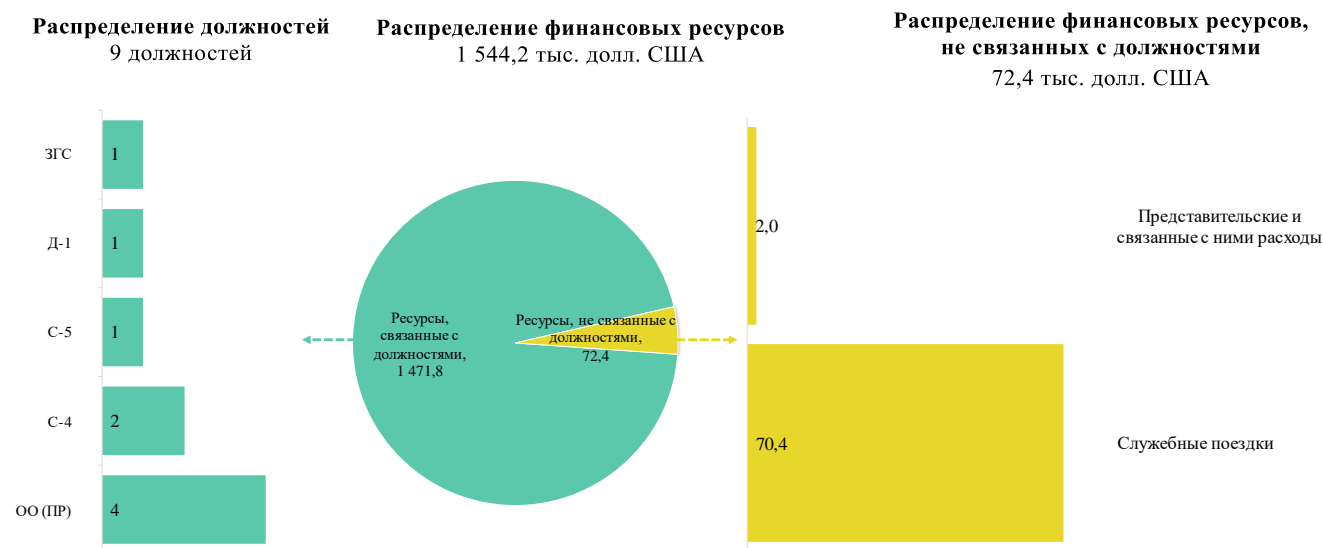 Распределение должностей
9 должностей
Распределение финансовых ресурсов
1 544,2 тыс. долл. США
Распределение финансовых ресурсов,
не связанных с должностями
72,4 тыс. долл. США
ЗГС
1
Д-1
1
С-5
1
С-4
2
ОО (ПР)
4
Ресурсы,
связанные с
должностями,
1 471,8
Ресурсы, не связанные с
должностями,
72,4
2,0
Представительские и
связанные с ними расходы
70,4
Служебные поездки